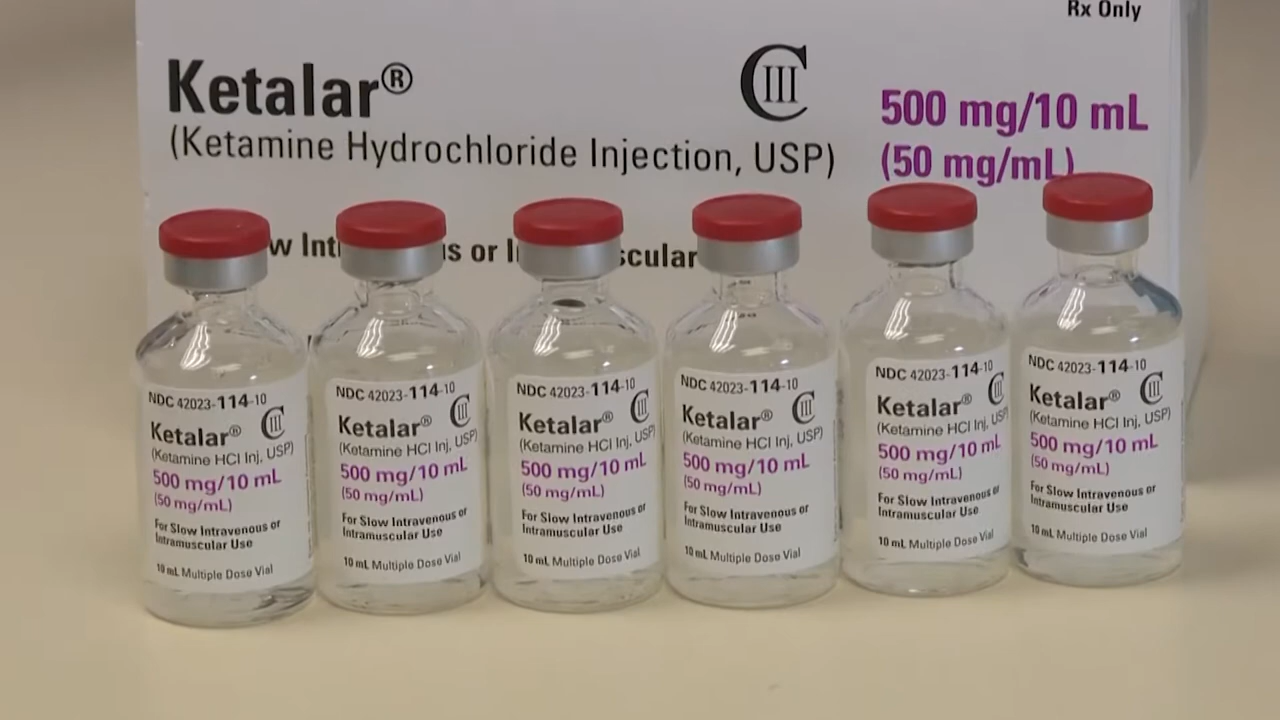 Rx Only
Ketalar®
CIII
500 mg/10 mL
(Ketamine Hydrochloride Injection, USP)
(50 mg/mL)
or
NDC 42023-114-10
Ketalar® CIII
(Ketamine HCl Inj, USP)
500 mg/10 mL
(50 mg/mL)
For Slow Intravenous or
Intramuscular Use
10 mL Multiple Dose Vial
NDC 42023-114-10
Ketalar® CIII
(Ketamine HCl Inj, USP)
500 mg/10 mL
(50 mg/mL)
For Slow Intravenous or
Intramuscular Use
10 mL Multiple Dose Vial
NDC 42023-114-10
Ketalar® CIII
(Ketamine HCl Inj, USP)
500 mg/10 mL
(50 mg/mL)
For Slow Intravenous or
Intramuscular Use
10 mL Multiple Dose Vial
NDC 42023-114-10
Ketalar® CIII
(Ketamine HCl Inj, USP)
500 mg/10 mL
(50 mg/mL)
For Slow Intravenous or
Intramuscular Use
10 mL Multiple Dose Vial
NDC 42023-114-10
Ketalar® CIII
(Ketamine HCl Inj, USP)
500 mg/10 mL
(50 mg/mL)
For Slow Intravenous or
Intramuscular Use
10 mL Multiple Dose Vial
NDC 42023-114-10
Ketalar® CIII
(Ketamine HCl Inj, USP)
500 mg/10 mL
(50 mg/mL)
For Slow Intravenous or
Intramuscular Use
10 mL Multiple Dose Vial